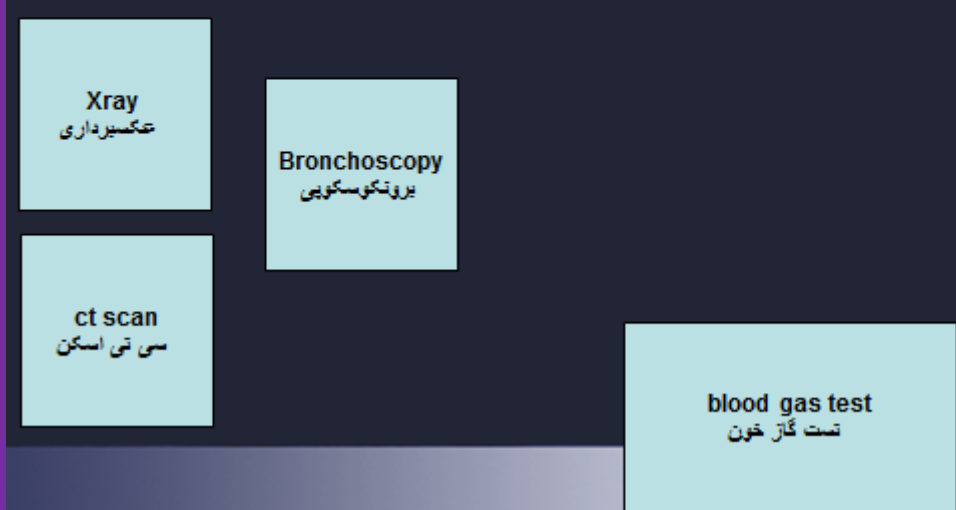 Xray
عکسبرداری
Bronchoscopy
برونکوسکوپی
ct scan
سی تی اسکن
blood gas test
تست گاز خون